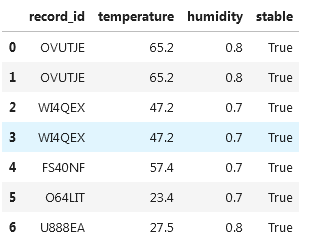 record_id temperature humidity stable
0 OVUTJE 65.2 0.8 True
1 OVUTJE 65.2 0.8 True
2 WI4QEX 47.2 0.7 True
3 WI4QEX 47.2 0.7 True
4 FS40NF 57.4 0.7 True
5 O64LIT 23.4 0.7 True
6 U888EA 27.5 0.8 True